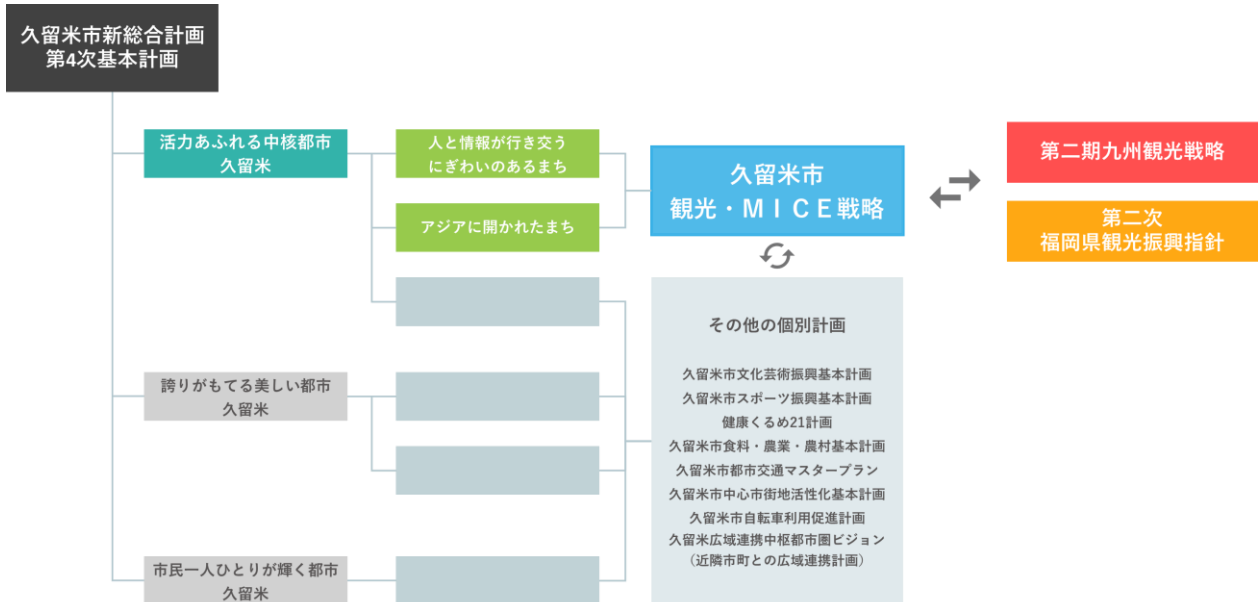 久留米市新総合計画
第4次基本計画
活力あふれる中核都市
久留米
人と情報が行き交う
にぎわいのあるまち
アジアに開かれたまち
久留米市
観光・ＭＩＣＥ戦略
第二期九州観光戦略
第二次
福岡県観光振興指針
誇りがもてる美しい都市
久留米
市民一人ひとりが輝く都市
久留米
その他の個別計画
久留米市文化芸術振興基本計画
久留米市スポーツ振興基本計画
健康くるめ21計画
久留米市食料・農業・農村基本計画
久留米市都市交通マスタープラン
久留米市中心市街地活性化基本計画
久留米市自転車利用促進計画
久留米広域連携中枢都市圏ビジョン
（近隣市町との広域連携計画）